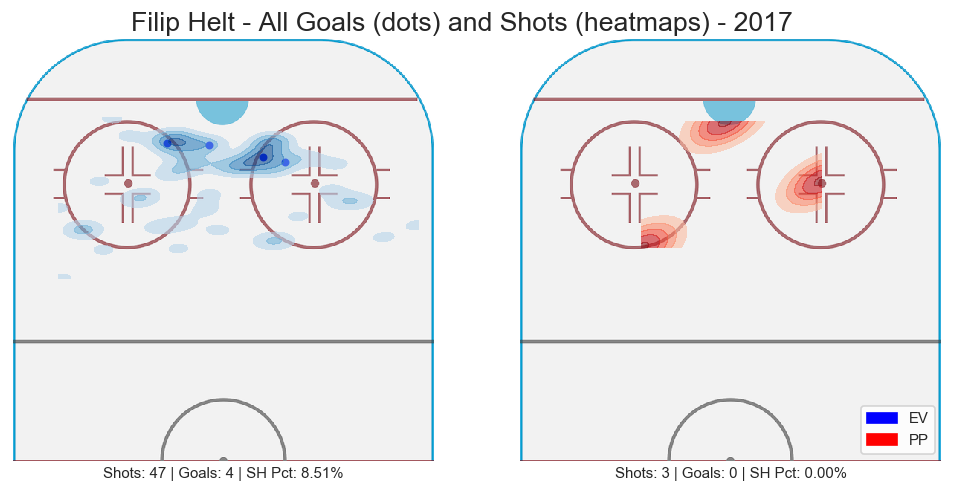 Filip Helt - All Goals (dots) and Shots (heatmaps) - 2017
EV
PP
Shots: 47 | Goals: 4 | SH Pct: 8.51%
Shots: 3 | Goals: 0 | SH Pct: 0.00%